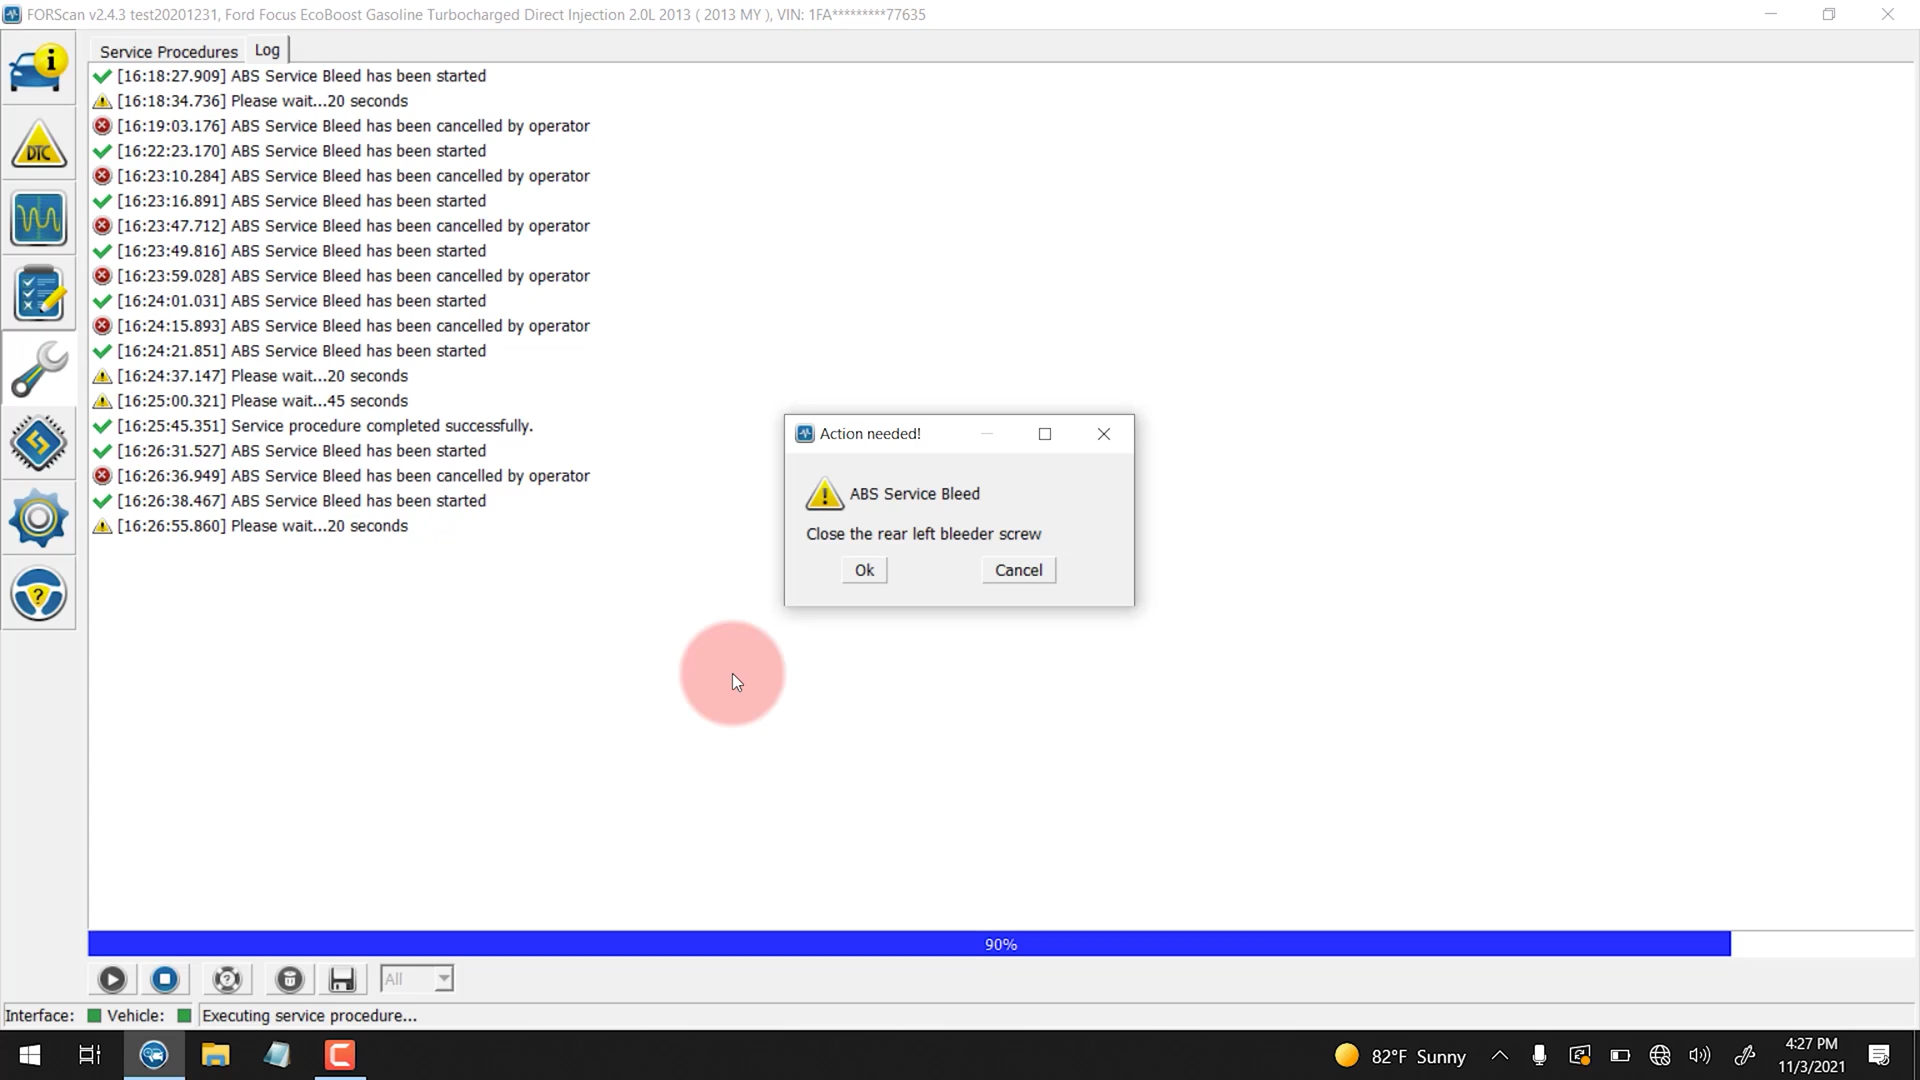 FORScan v2.4.3 test20201231, Ford Focus EcoBoost Gasoline Turbocharged Direct Injection 2.0L 2013 ( 2013 MY ), VIN: 1FA*********77635
Service Procedures
Log
[16:18:27.909] ABS Service Bleed has been started
[16:18:34.736] Please wait...20 seconds
[16:19:03.176] ABS Service Bleed has been cancelled by operator
[16:22:23.170] ABS Service Bleed has been started
[16:23:10.284] ABS Service Bleed has been cancelled by operator
[16:23:16.891] ABS Service Bleed has been started
[16:23:47.712] ABS Service Bleed has been cancelled by operator
[16:23:49.816] ABS Service Bleed has been started
[16:23:59.028] ABS Service Bleed has been cancelled by operator
[16:24:01.031] ABS Service Bleed has been started
[16:24:15.893] ABS Service Bleed has been cancelled by operator
[16:24:21.851] ABS Service Bleed has been started
[16:24:37.147] Please wait...20 seconds
[16:25:00.321] Please wait...45 seconds
[16:25:45.351] Service procedure completed successfully.
[16:26:31.527] ABS Service Bleed has been started
[16:26:36.949] ABS Service Bleed has been cancelled by operator
[16:26:38.467] ABS Service Bleed has been started
[16:26:55.860] Please wait...20 seconds
DTC
Action needed!
ABS Service Bleed
Close the rear left bleeder screw
Ok
Cancel
90%
All
Interface:
Vehicle:
Executing service procedure...
82°F Sunny
4:27 PM
11/3/2021